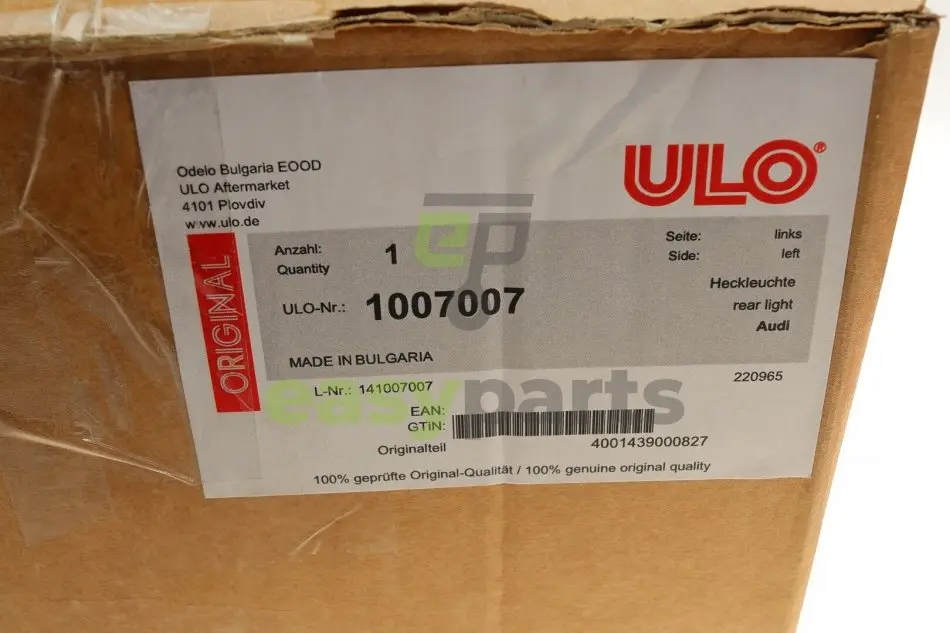 Odelo Bulgaria EOOD
ULO Aftermarket
4101 Plovdiv
www.ulo.de
ULO®
ORIGINAL
Anzahl: 1
Quantity
Seite: links
Side: left
ULO-Nr.: 1007007
Heckleuchte
rear light
Audi
MADE IN BULGARIA
L-Nr.: 141007007
220965
EAN:
GTiN:
4001439000827
Originalteil
100% geprüfte Original-Qualität / 100% genuine original quality
ep
easyparts